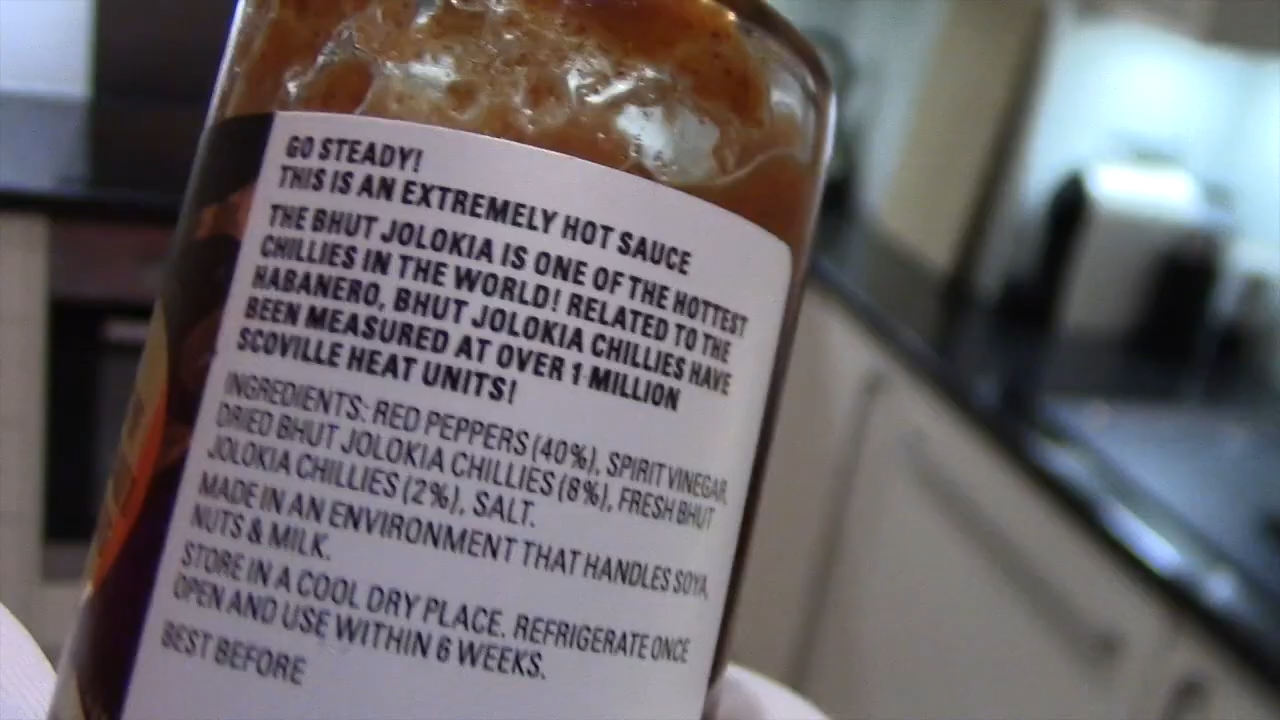 GO STEADY!
THIS IS AN EXTREMELY HOT SAUCE
THE BHUT JOLOKIA IS ONE OF THE HOTTEST
CHILLIES IN THE WORLD! RELATED TO THE
HABANERO, BHUT JOLOKIA CHILLIES HAVE
BEEN MEASURED AT OVER 1 MILLION
SCOVILLE HEAT UNITS!
INGREDIENTS: RED PEPPERS (40%), SPIRIT VINEGAR,
DRIED BHUT JOLOKIA CHILLIES (8%), FRESH BHUT
JOLOKIA CHILLIES (2%), SALT.
MADE IN AN ENVIRONMENT THAT HANDLES SOYA,
NUTS & MILK.
STORE IN A COOL DRY PLACE. REFRIGERATE ONCE
OPEN AND USE WITHIN 6 WEEKS.
BEST BEFORE